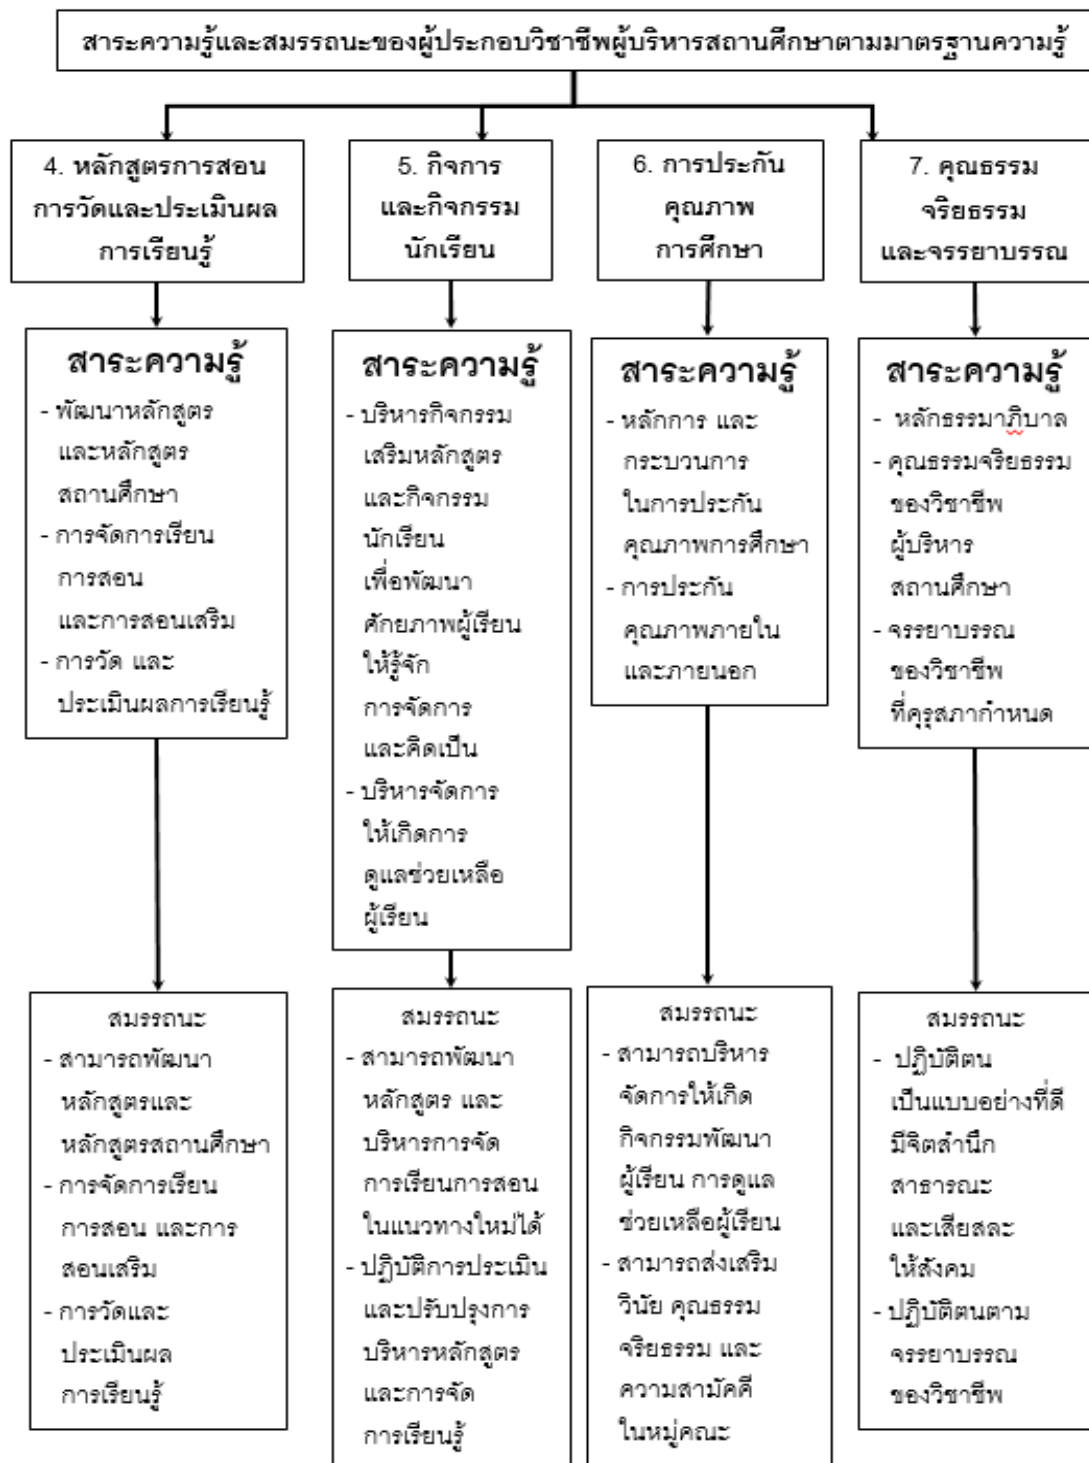 สาระความรู้และสมรรถนะของผู้ประกอบวิชาชีพผู้บริหารสถานศึกษาตามมาตรฐานความรู้
4. หลักสูตรการสอน
การวัดและประเมินผล
การเรียนรู้
5. กิจการ
และกิจกรรม
นักเรียน
6. การประกัน
คุณภาพ
การศึกษา
7. คุณธรรม
จริยธรรม
และจรรยาบรรณ
สาระความรู้
- พัฒนาหลักสูตร
และหลักสูตร
สถานศึกษา
- การจัดการเรียน
การสอน
และการสอนเสริม
- การวัด และ
ประเมินผลการเรียนรู้
สาระความรู้
- บริหารกิจกรรม
เสริมหลักสูตร
และกิจกรรม
นักเรียน
เพื่อพัฒนา
ศักยภาพผู้เรียน
ให้รู้จัก
การจัดการ
และคิดเป็น
- บริหารจัดการ
ให้เกิดการ
ดูแลช่วยเหลือ
ผู้เรียน
สาระความรู้
- หลักการ และ
กระบวนการ
ในการประกัน
คุณภาพการศึกษา
- การประกัน
คุณภาพภายใน
และภายนอก
สาระความรู้
- หลักธรรมาภิบาล
- คุณธรรมจริยธรรม
ของวิชาชีพ
ผู้บริหาร
สถานศึกษา
- จรรยาบรรณ
ของวิชาชีพ
ที่คุรุสภากำหนด
สมรรถนะ
- สามารถพัฒนา
หลักสูตรและ
หลักสูตรสถานศึกษา
- การจัดการเรียน
การสอน และการ
สอนเสริม
- การวัดและ
ประเมินผล
การเรียนรู้
สมรรถนะ
- สามารถพัฒนา
หลักสูตร และ
บริหารการจัด
การเรียนการสอน
ในแนวทางใหม่ได้
- ปฏิบัติการประเมิน
และปรับปรุงการ
บริหารหลักสูตร
และการจัด
การเรียนรู้
สมรรถนะ
- สามารถบริหาร
จัดการให้เกิด
กิจกรรมพัฒนา
ผู้เรียน การดูแล
ช่วยเหลือผู้เรียน
- สามารถส่งเสริม
วินัย คุณธรรม
จริยธรรม และ
ความสามัคคี
ในหมู่คณะ
สมรรถนะ
- ปฏิบัติตน
เป็นแบบอย่างที่ดี
มีจิตสำนึก
สาธารณะ
และเสียสละ
ให้สังคม
- ปฏิบัติตนตาม
จรรยาบรรณ
ของวิชาชีพ